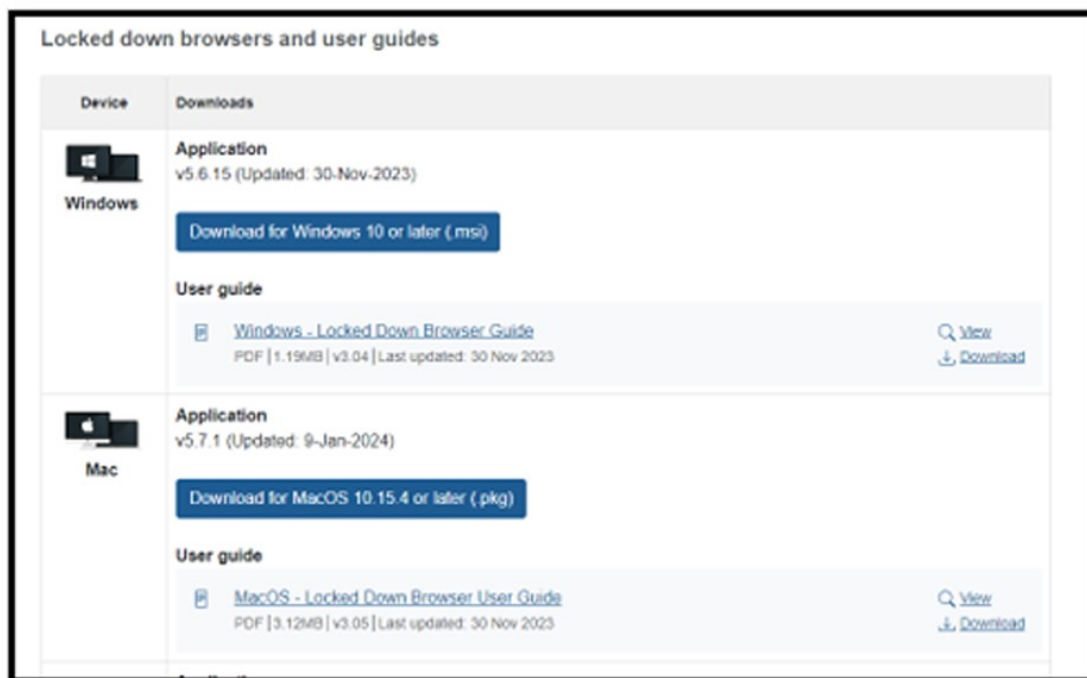 Locked down browsers and user guides
Device
Downloads
Windows
Application
v5.6.15 (Updated: 30-Nov-2023)
Download for Windows 10 or later (.msi)
User guide
Windows - Locked Down Browser Guide
View
PDF | 1.19MB | v3.04 | Last updated: 30 Nov 2023
Download
Mac
Application
v5.7.1 (Updated: 9-Jan-2024)
Download for MacOS 10.15.4 or later (.pkg)
User guide
MacOS - Locked Down Browser User Guide
View
PDF | 3.12MB | v3.05 | Last updated: 30 Nov 2023
Download